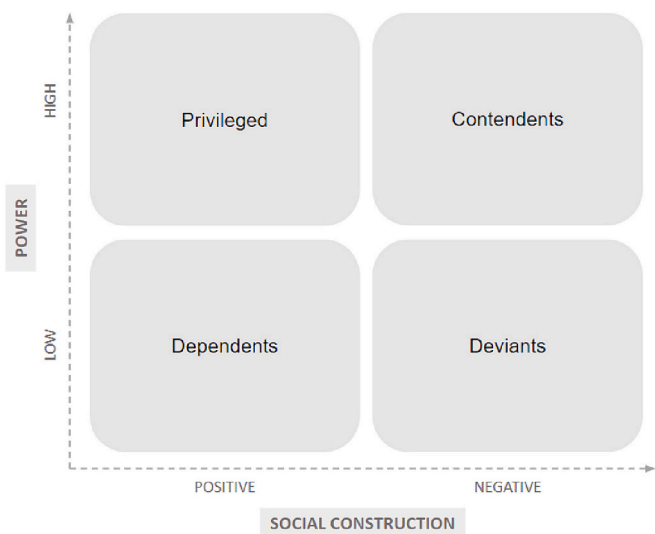 HIGH
Privileged
Contendents
POWER
LOW
Dependents
Deviants
POSITIVE
NEGATIVE
SOCIAL CONSTRUCTION